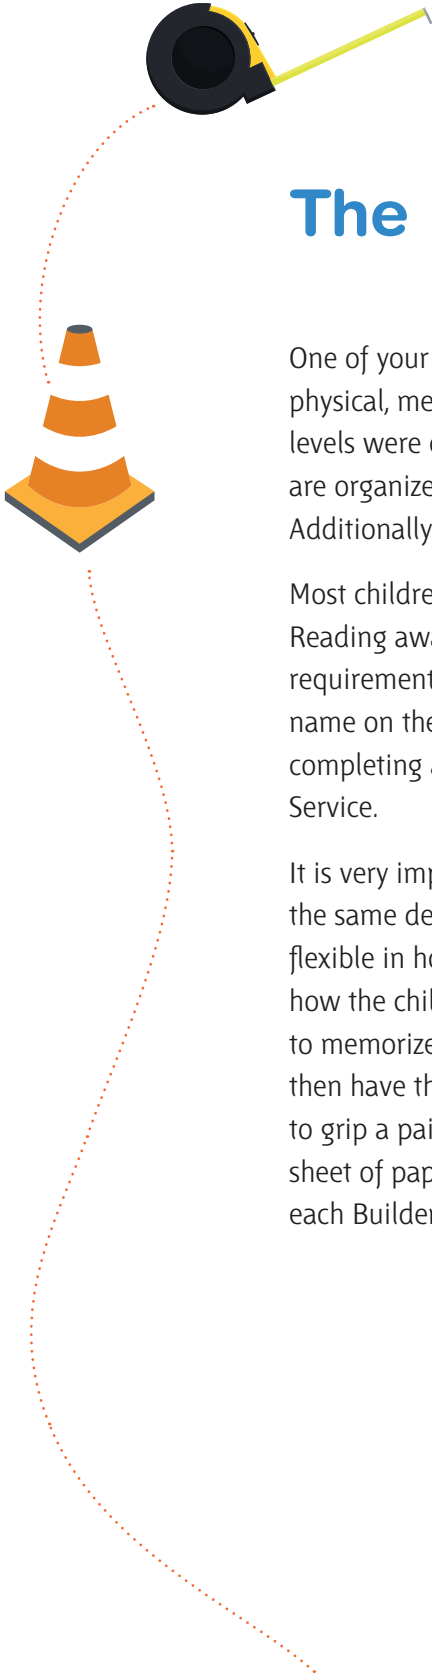 The
One of your
physical, me
levels were
are organize
Additionally
Most childre
Reading awa
requirement
name on the
completing a
Service.
It is very imp
the same de
flexible in ho
how the chil
to memorize
then have th
to grip a pai
sheet of pap
each Builder